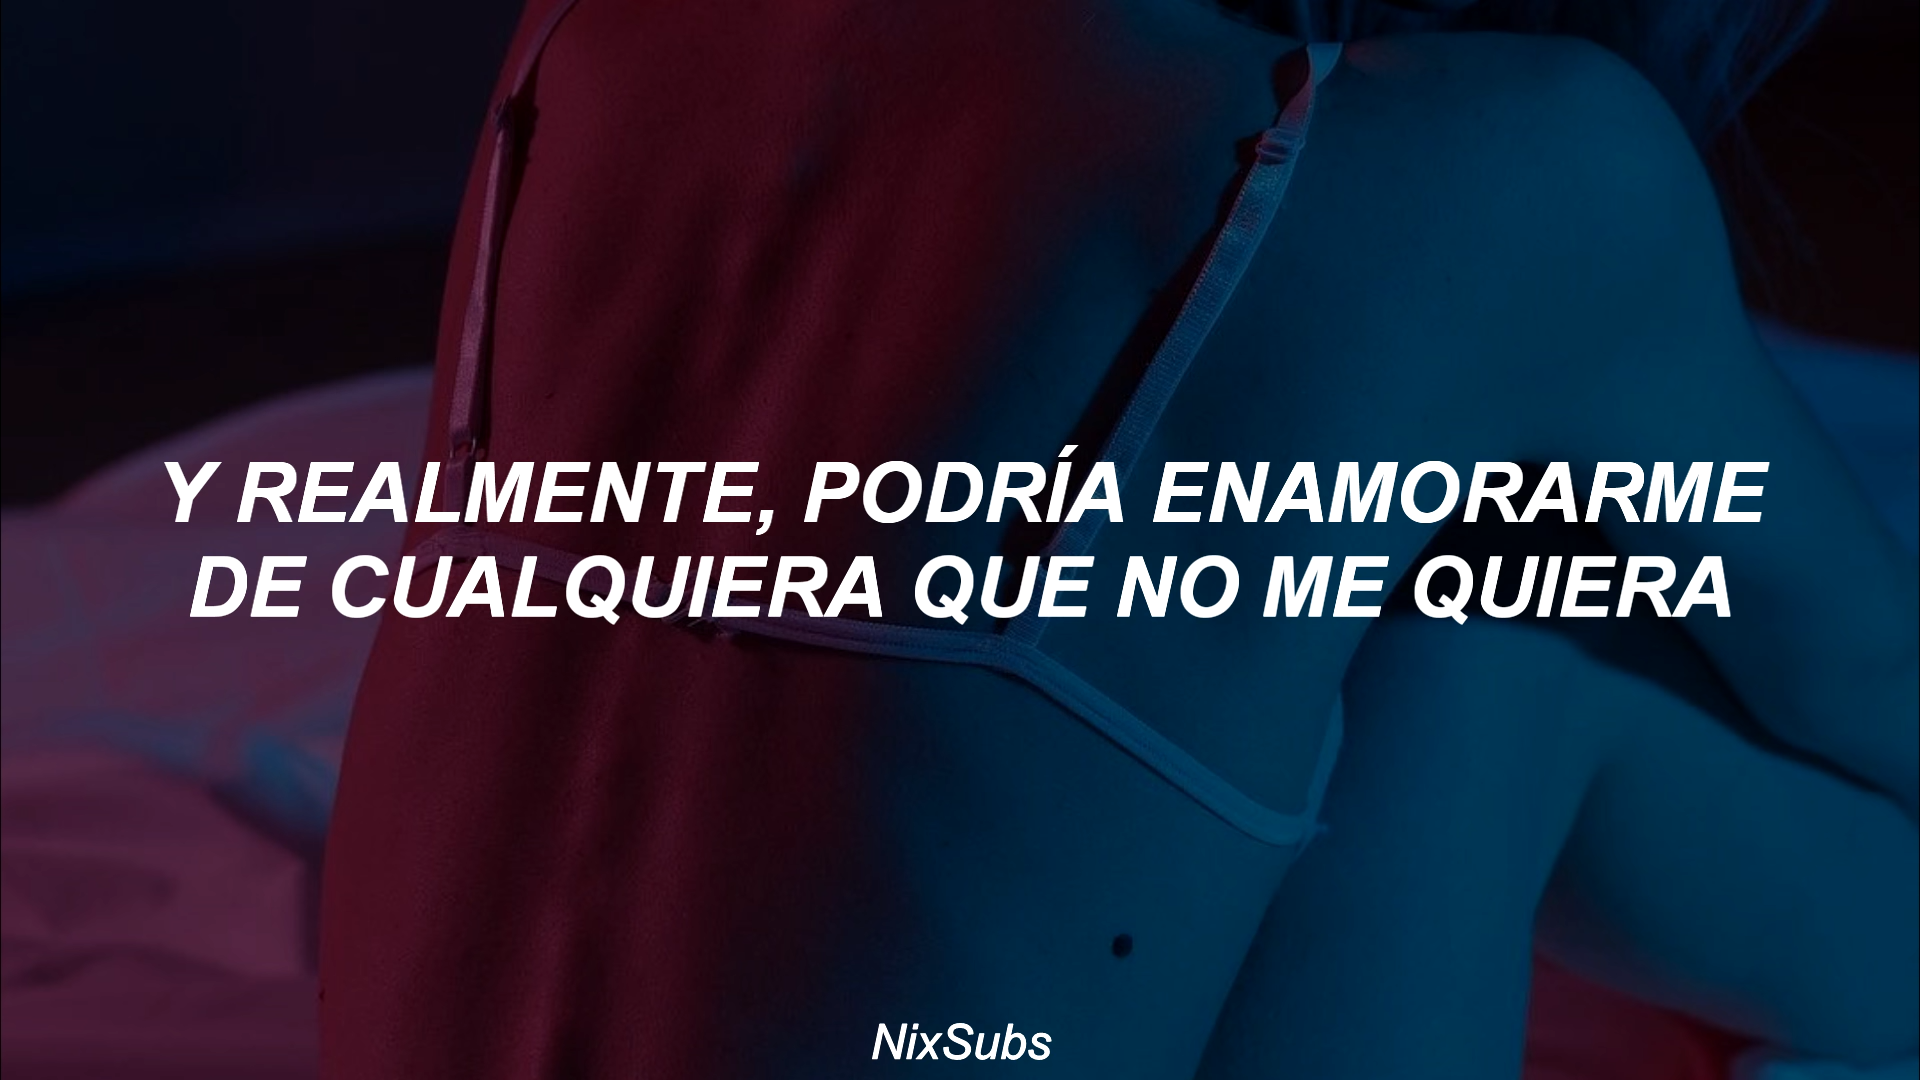 Y REALMENTE, PODRÍA ENAMORARME
DE CUALQUIERA QUE NO ME QUIERA
NixSubs